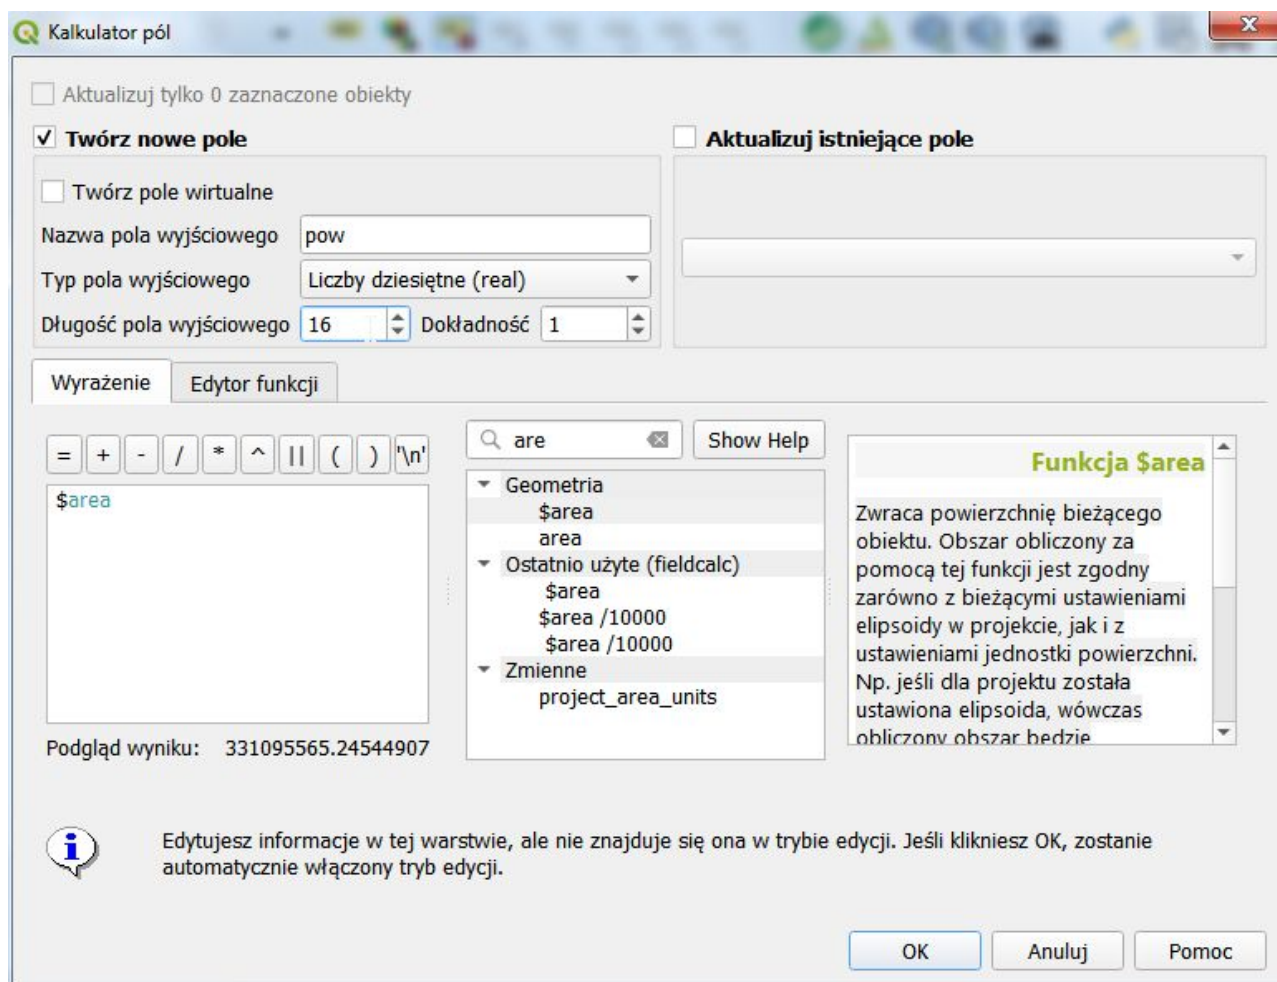 Kalkulator pól
Aktualizuj tylko 0 zaznaczone obiekty
Twórz nowe pole
Aktualizuj istniejące pole
Twórz pole wirtualne
Nazwa pola wyjściowego pow
Typ pola wyjściowego Liczby dziesiętne (real)
Długość pola wyjściowego 16 Dokładność 1
Wyrażenie Edytor funkcji
= + - / * ^ || ( ) '\n'
$area
Podgląd wyniku: 331095565.24544907
are Show Help
Geometria
$area
area
Ostatnio użyte (fieldcalc)
$area
$area /10000
$area /10000
Zmienne
project_area_units
Funkcja $area
Zwraca powierzchnię bieżącego
obiektu. Obszar obliczony za
pomocą tej funkcji jest zgodny
zarówno z bieżącymi ustawieniami
elipsoidy w projekcie, jak i z
ustawieniami jednostki powierzchni.
Np. jeśli dla projektu została
ustawiona elipsoida, wówczas
obliczony obszar będzie
Edytujesz informacje w tej warstwie, ale nie znajduje się ona w trybie edycji. Jeśli klikniesz OK, zostanie
automatycznie włączony tryb edycji.
OK Anuluj Pomoc